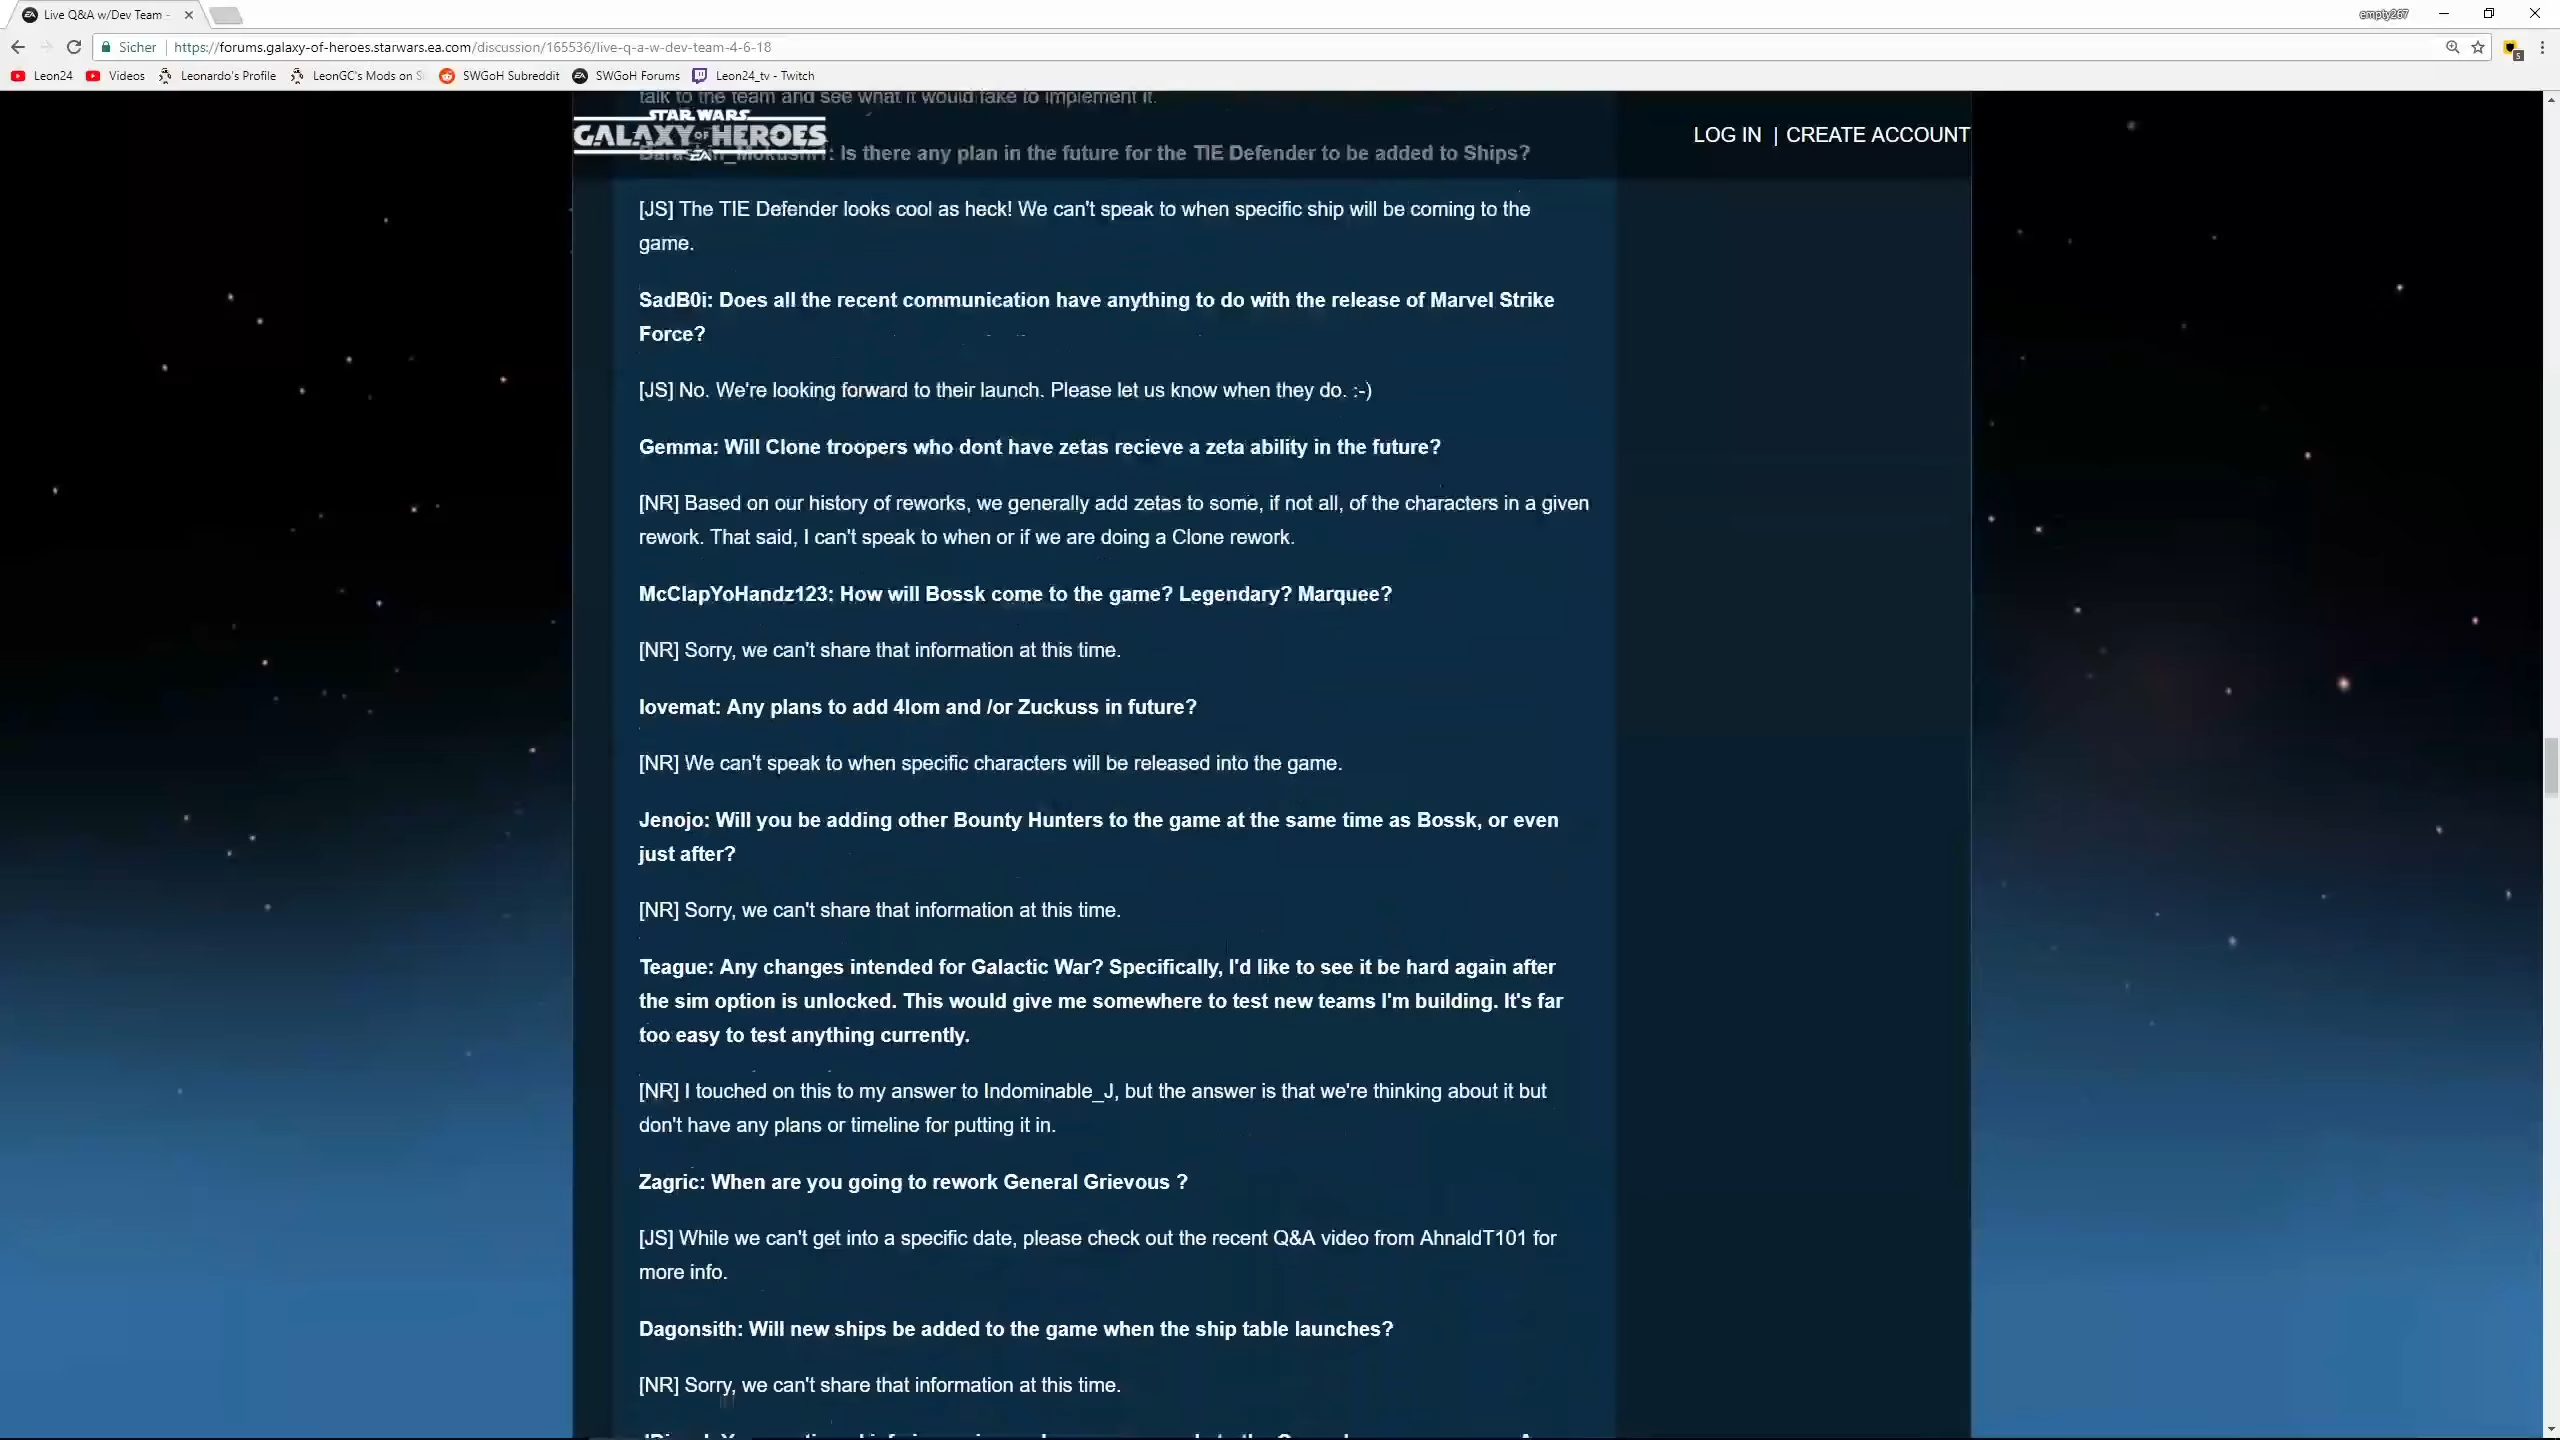 Live Q&A w/Dev Team -
empty267
Sicher | https://forums.galaxy-of-heroes.starwars.ea.com/discussion/165536/live-q-a-w-dev-team-4-6-18
5
Leon24 Videos Leonardo's Profile LeonGC's Mods on S SWGoH Subreddit SWGoH Forums Leon24_tv - Twitch
talk to the team and see what it would take to implement it.
STAR WARS
GALAXY OF HEROES
EA
LOG IN | CREATE ACCOUNT
Is there any plan in the future for the TIE Defender to be added to Ships?
[JS] The TIE Defender looks cool as heck! We can't speak to when specific ship will be coming to the
game.
SadB0i: Does all the recent communication have anything to do with the release of Marvel Strike
Force?
[JS] No. We're looking forward to their launch. Please let us know when they do. :-)
Gemma: Will Clone troopers who dont have zetas recieve a zeta ability in the future?
[NR] Based on our history of reworks, we generally add zetas to some, if not all, of the characters in a given
rework. That said, I can't speak to when or if we are doing a Clone rework.
McClapYoHandz123: How will Bossk come to the game? Legendary? Marquee?
[NR] Sorry, we can't share that information at this time.
lovemat: Any plans to add 4lom and /or Zuckuss in future?
[NR] We can't speak to when specific characters will be released into the game.
Jenojo: Will you be adding other Bounty Hunters to the game at the same time as Bossk, or even
just after?
[NR] Sorry, we can't share that information at this time.
Teague: Any changes intended for Galactic War? Specifically, I'd like to see it be hard again after
the sim option is unlocked. This would give me somewhere to test new teams I'm building. It's far
too easy to test anything currently.
[NR] I touched on this to my answer to Indominable_J, but the answer is that we're thinking about it but
don't have any plans or timeline for putting it in.
Zagric: When are you going to rework General Grievous ?
[JS] While we can't get into a specific date, please check out the recent Q&A video from AhnaldT101 for
more info.
Dagonsith: Will new ships be added to the game when the ship table launches?
[NR] Sorry, we can't share that information at this time.